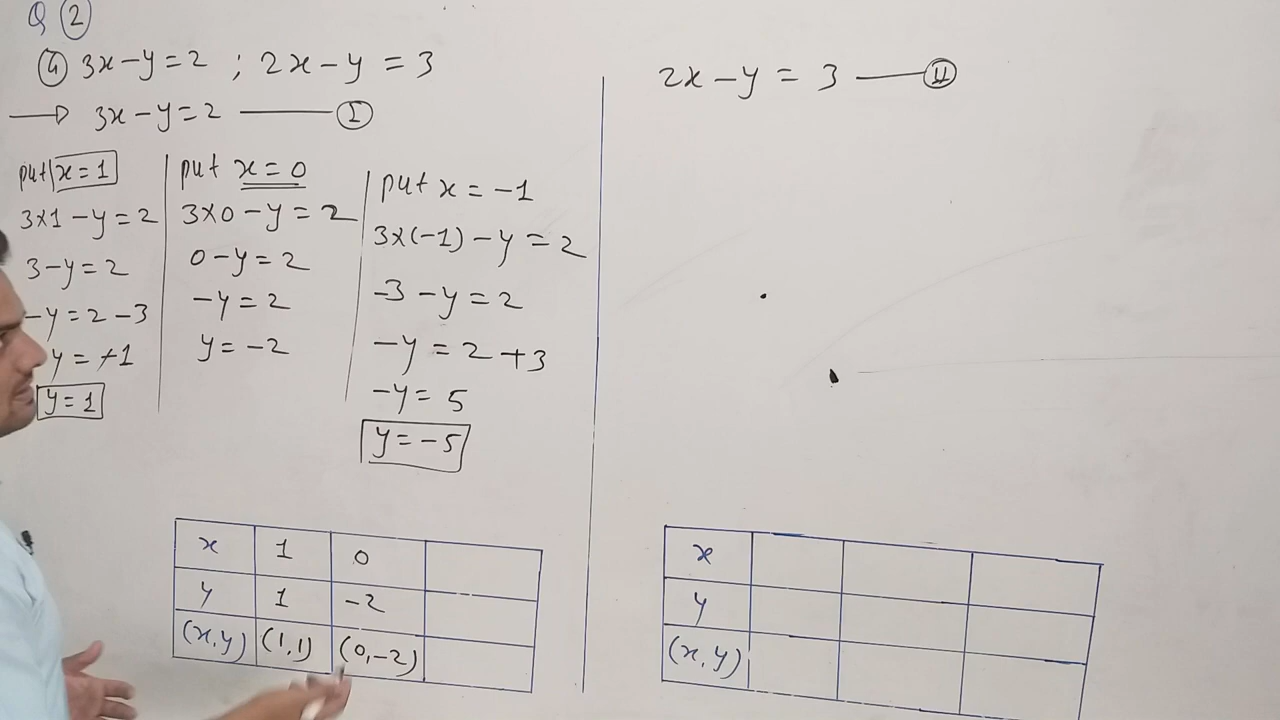 Q (2)
(4) 3x-y=2 ; 2x-y=3
→ 3x-y=2 —— (I)
put x=1
3×1-y=2
3-y=2
-y=2-3
y=+1
y=1
put x=0
3×0-y=2
0-y=2
-y=2
y=-2
put x=-1
3×(-1)-y=2
-3-y=2
-y=2+3
-y=5
y=-5
x 1 0
y 1 -2
(x,y) (1,1) (0,-2)
2x-y=3 —— (II)
x
y
(x,y)